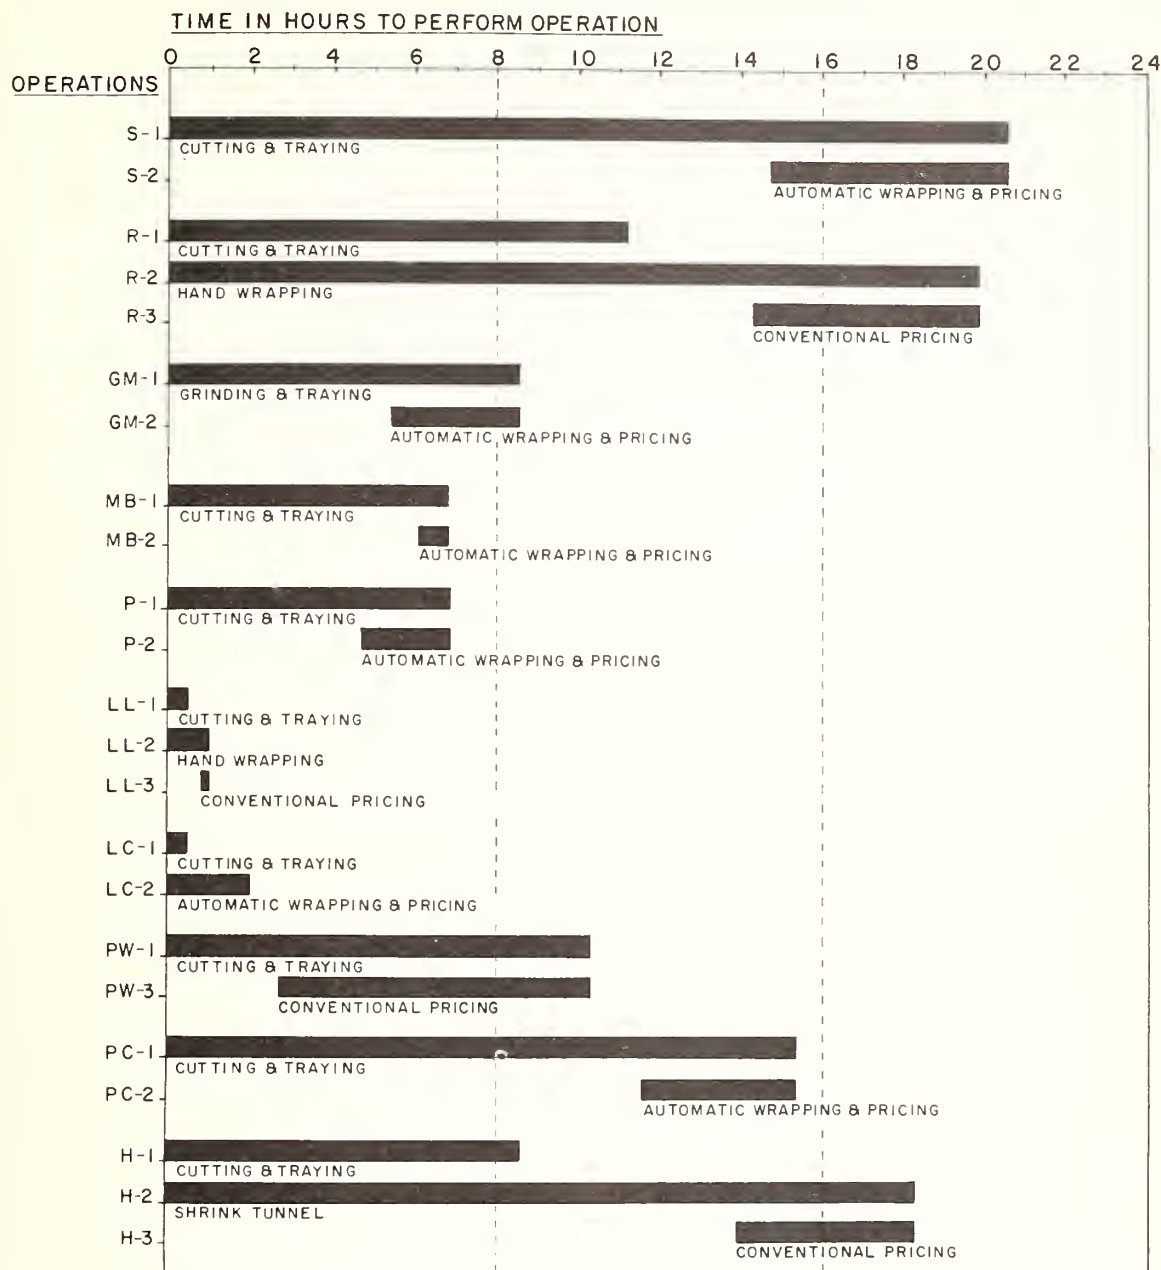 TIME IN HOURS TO PERFORM OPERATION
0 2 4 6 8 10 12 14 16 18 20 22 24
OPERATIONS
S-1
CUTTING & TRAYING
S-2
AUTOMATIC WRAPPING & PRICING
R-1
CUTTING & TRAYING
R-2
HAND WRAPPING
R-3
CONVENTIONAL PRICING
GM-1
GRINDING & TRAYING
GM-2
AUTOMATIC WRAPPING & PRICING
MB-1
CUTTING & TRAYING
MB-2
AUTOMATIC WRAPPING & PRICING
P-1
CUTTING & TRAYING
P-2
AUTOMATIC WRAPPING & PRICING
LL-1
CUTTING & TRAYING
LL-2
HAND WRAPPING
LL-3
CONVENTIONAL PRICING
LC-1
CUTTING & TRAYING
LC-2
AUTOMATIC WRAPPING & PRICING
PW-1
CUTTING & TRAYING
PW-3
CONVENTIONAL PRICING
PC-1
CUTTING & TRAYING
PC-2
AUTOMATIC WRAPPING & PRICING
H-1
CUTTING & TRAYING
H-2
SHRINK TUNNEL
H-3
CONVENTIONAL PRICING